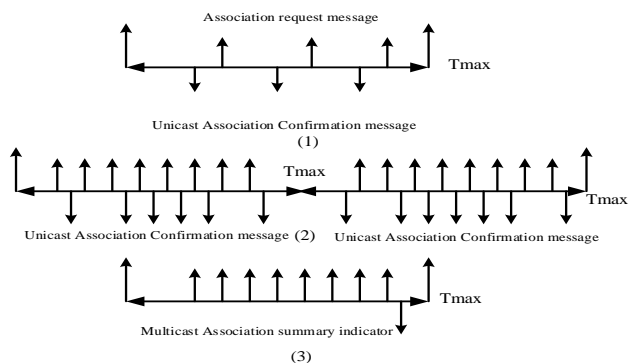 Association request message
Tmax
Unicast Association Confirmation message
(1)
Tmax
Tmax
Unicast Association Confirmation message (2)
Unicast Association Confirmation message
Tmax
Multicast Association summary indicator
(3)